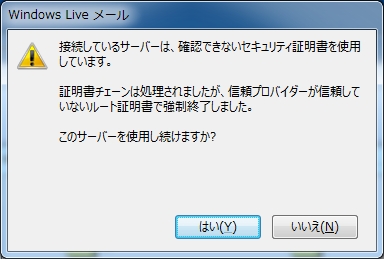 Windows Live メール
接続しているサーバーは、確認できないセキュリティ証明書を使用
しています。
証明書チェーンは処理されましたが、信頼プロバイダーが信頼して
いないルート証明書で強制終了しました。
このサーバーを使用し続けますか?
はい(Y)
いいえ(N)